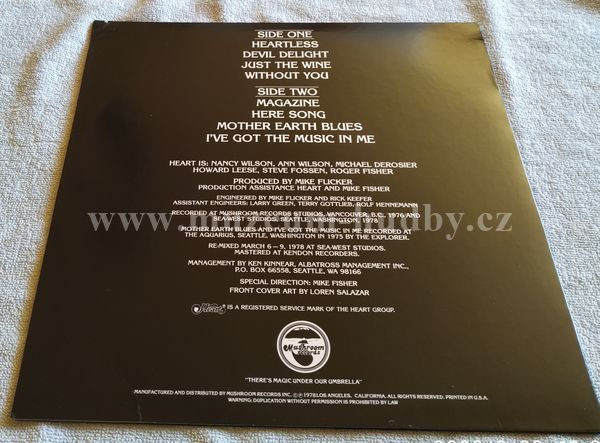 SIDE ONE
HEARTLESS
DEVIL DELIGHT
JUST THE WINE
WITHOUT YOU
SIDE TWO
MAGAZINE
HERE SONG
MOTHER EARTH BLUES
I'VE GOT THE MUSIC IN ME
HEART IS: NANCY WILSON, ANN WILSON, MICHAEL DEROSIER
HOWARD LEESE, STEVE FOSSEN, ROGER FISHER
PRODUCED BY MIKE FLICKER
PRODUCTION ASSISTANCE HEART AND MIKE FISHER
ENGINEERED BY MIKE FLICKER AND RICK KEEFER
ASSISTANT ENGINEERS: LARRY GREEN, TERRY GOTTLIEB, ROLF HENNEMANN
RECORDED AT MUSHROOM RECORDS STUDIOS, VANCOUVER, B.C., 1976 AND
SEA-WEST STUDIOS, SEATTLE, WASHINGTON, 1978
MOTHER EARTH BLUES AND I'VE GOT THE MUSIC IN ME RECORDED AT
THE AQUARIUS, SEATTLE, WASHINGTON IN 1975 BY THE EXPLORER.
RE-MIXED MARCH 6-9, 1978 AT SEA-WEST STUDIOS.
MASTERED AT KENDON RECORDERS.
MANAGEMENT BY KEN KINNEAR, ALBATROSS MANAGEMENT INC.,
P.O. BOX 66558, SEATTLE, WA 98166
SPECIAL DIRECTION: MIKE FISHER
FRONT COVER ART BY LOREN SALAZAR
Heart IS A REGISTERED SERVICE MARK OF THE HEART GROUP.
Mushroom
records
"THERE'S MAGIC UNDER OUR UMBRELLA"
MANUFACTURED AND DISTRIBUTED BY MUSHROOM RECORDS INC. © ℗ 1978 LOS ANGELES, CALIFORNIA. ALL RIGHTS RESERVED. PRINTED IN U.S.A.
WARNING: DUPLICATION WITHOUT PERMISSION IS PROHIBITED BY LAW